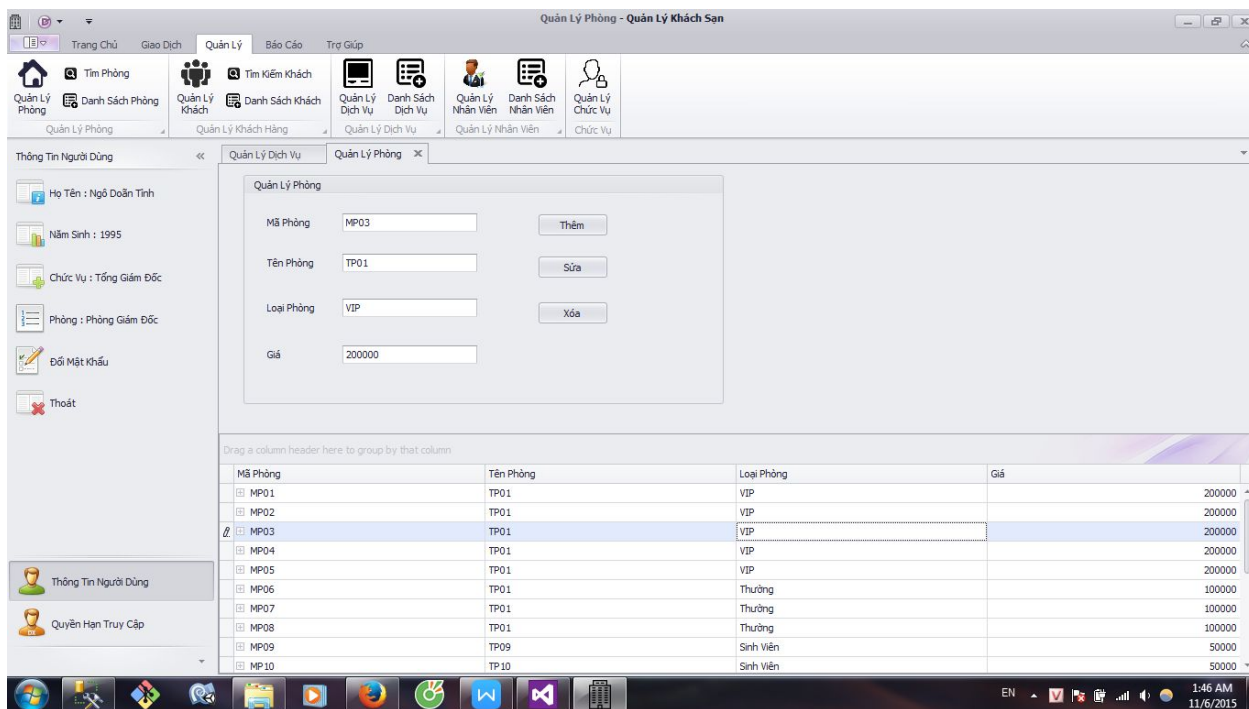 Quản Lý Phòng - Quản Lý Khách Sạn
Trang Chủ Giao Dịch Quản Lý Báo Cáo Trợ Giúp
Quản Lý Phòng
Tìm Phòng
Danh Sách Phòng
Quản Lý Khách
Tìm Kiếm Khách
Danh Sách Khách
Quản Lý Dịch Vụ
Danh Sách Dịch Vụ
Quản Lý Nhân Viên
Danh Sách Nhân Viên
Quản Lý Chức Vụ
Quản Lý Phòng Quản Lý Khách Hàng Quản Lý Dịch Vụ Quản Lý Nhân Viên Chức Vụ
Thông Tin Người Dùng
Họ Tên : Ngô Doãn Tình
Năm Sinh : 1995
Chức Vụ : Tổng Giám Đốc
Phòng : Phòng Giám Đốc
Đổi Mật Khẩu
Thoát
Thông Tin Người Dùng
Quyền Hạn Truy Cập
Quản Lý Dịch Vụ Quản Lý Phòng
Quản Lý Phòng
Mã Phòng MP03 Thêm
Tên Phòng TP01 Sửa
Loại Phòng VIP Xóa
Giá 200000
Drag a column header here to group by that column
Mã Phòng Tên Phòng Loại Phòng Giá
MP01 TP01 VIP 200000
MP02 TP01 VIP 200000
MP03 TP01 VIP 200000
MP04 TP01 VIP 200000
MP05 TP01 VIP 200000
MP06 TP01 Thường 100000
MP07 TP01 Thường 100000
MP08 TP01 Thường 100000
MP09 TP09 Sinh Viên 50000
MP10 TP10 Sinh Viên 50000
EN V 1:46 AM
11/6/2015